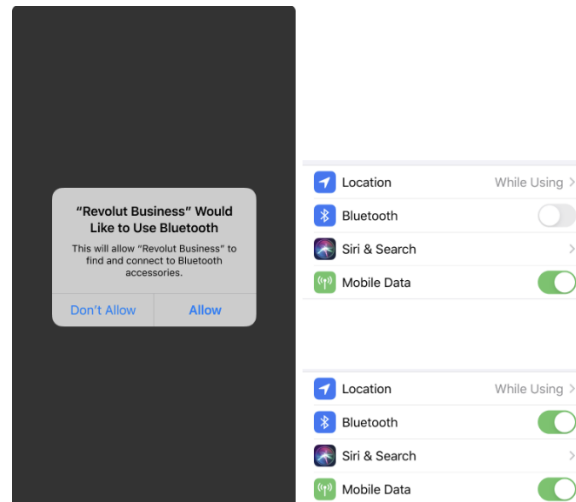 “Revolut Business” Would
Like to Use Bluetooth
This will allow “Revolut Business” to
find and connect to Bluetooth
accessories.
Don't Allow
Allow
Location
While Using
Bluetooth
Siri & Search
Mobile Data
Location
While Using
Bluetooth
Siri & Search
Mobile Data